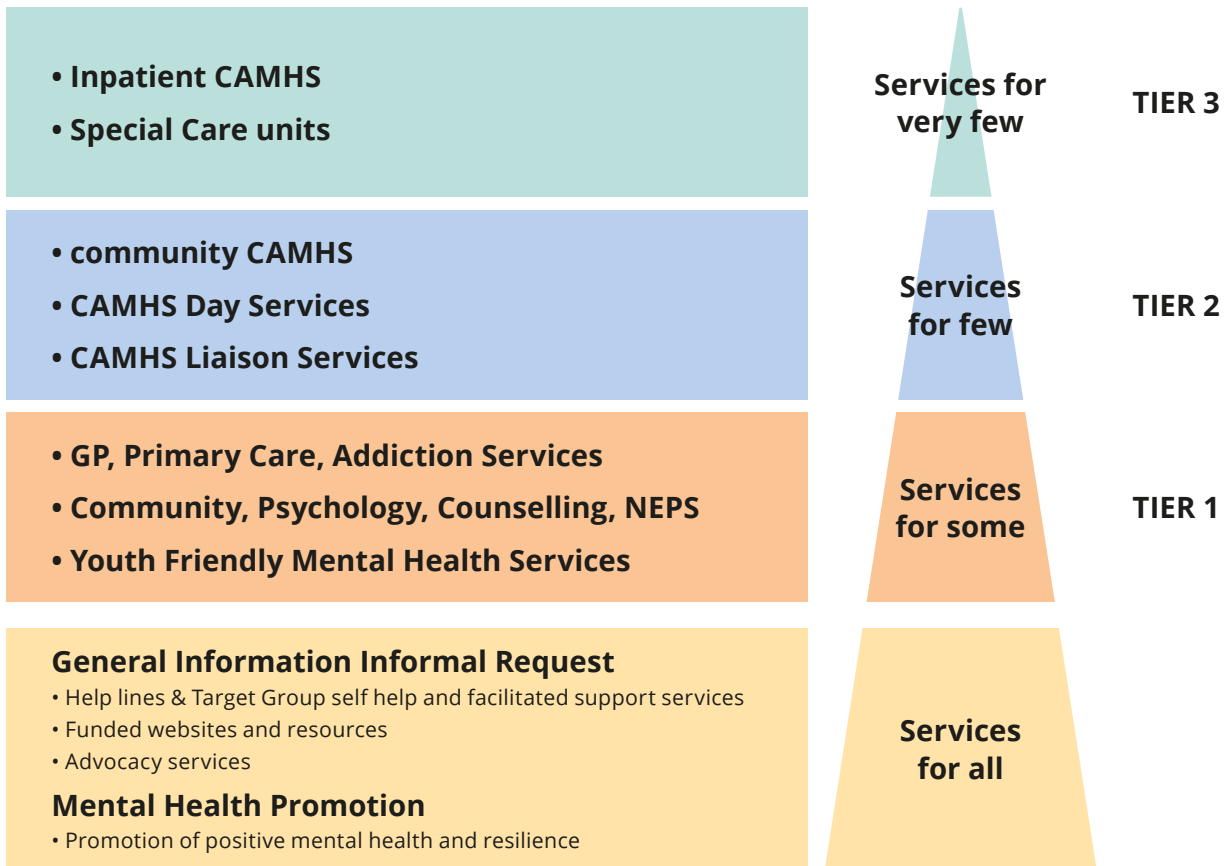 • Inpatient CAMHS
• Special Care units
Services for
very few
TIER 3
• community CAMHS
• CAMHS Day Services
• CAMHS Liaison Services
Services
for few
TIER 2
• GP, Primary Care, Addiction Services
• Community, Psychology, Counselling, NEPS
• Youth Friendly Mental Health Services
Services
for some
TIER 1
General Information Informal Request
• Help lines & Target Group self help and facilitated support services
• Funded websites and resources
• Advocacy services
Mental Health Promotion
• Promotion of positive mental health and resilience
Services
for all